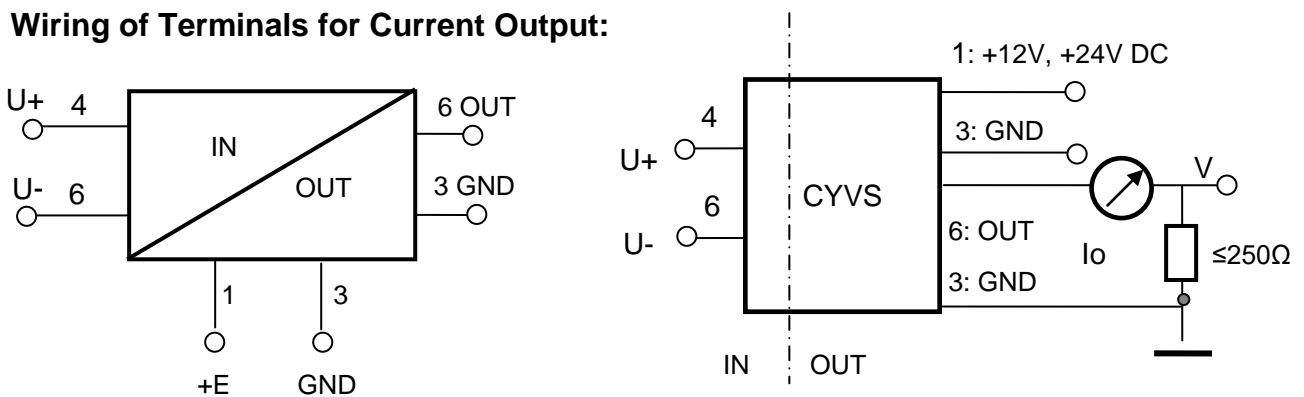 Wiring of Terminals for Current Output:
U+ 4
IN
6 OUT
U- 6
OUT
3 GND
1
3
+E
GND
1: +12V, +24V DC
4
3: GND
U+
V
6
CYVS
U-
6: OUT
Io
≤250Ω
3: GND
IN
OUT